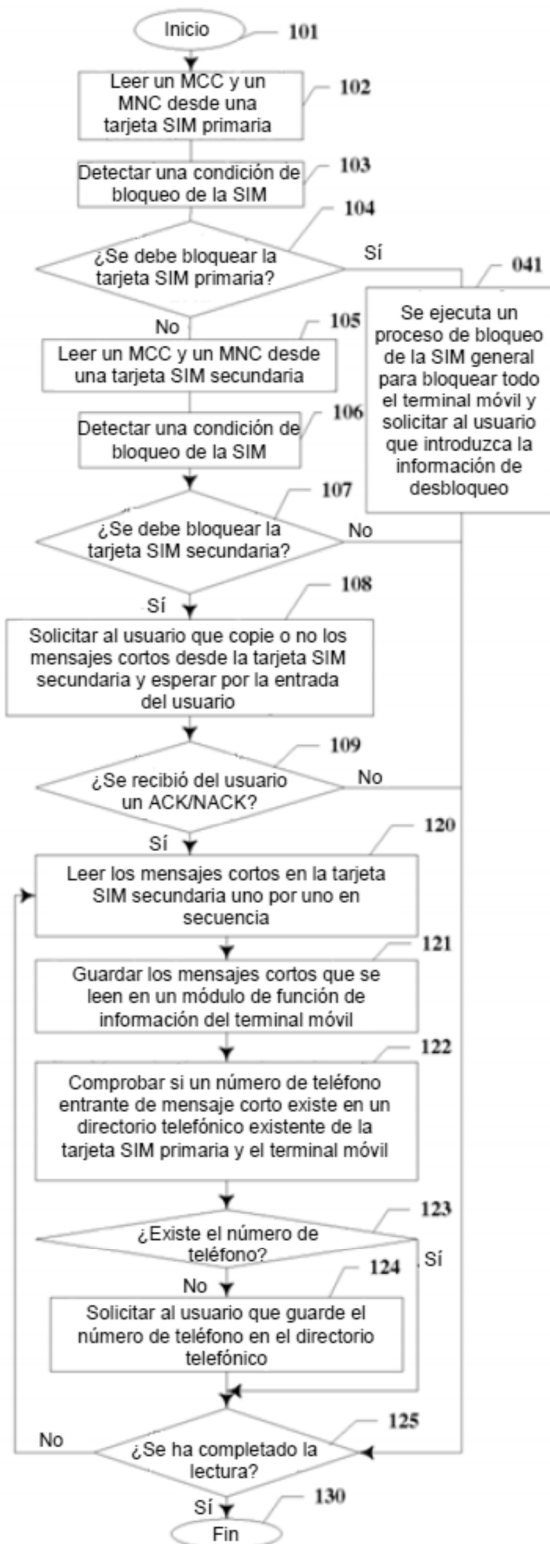 Inicio
101
Leer un MCC y un
MNC desde una
tarjeta SIM primaria
102
Detectar una condición de
bloqueo de la SIM
103
¿Se debe bloquear la
tarjeta SIM primaria?
104
Sí
041
Se ejecuta un
proceso de bloqueo
de la SIM general
para bloquear todo
el terminal móvil y
solicitar al usuario
que introduzca la
información de
desbloqueo
No
105
Leer un MCC y un MNC desde
una tarjeta SIM secundaria
106
Detectar una condición de
bloqueo de la SIM
107
¿Se debe bloquear la
tarjeta SIM secundaria?
No
Sí
108
Solicitar al usuario que copie o no los
mensajes cortos desde la tarjeta SIM
secundaria y esperar por la entrada
del usuario
109
¿Se recibió del usuario
un ACK/NACK?
No
Sí
120
Leer los mensajes cortos en la tarjeta
SIM secundaria uno por uno en
secuencia
121
Guardar los mensajes cortos que se
leen en un módulo de función de
información del terminal móvil
122
Comprobar si un número de teléfono
entrante de mensaje corto existe en un
directorio telefónico existente de la
tarjeta SIM primaria y el terminal móvil
123
¿Existe el número de
teléfono?
Sí
No
124
Solicitar al usuario que guarde el
número de teléfono en el directorio
telefónico
125
No
¿Se ha completado la
lectura?
Sí
130
Fin